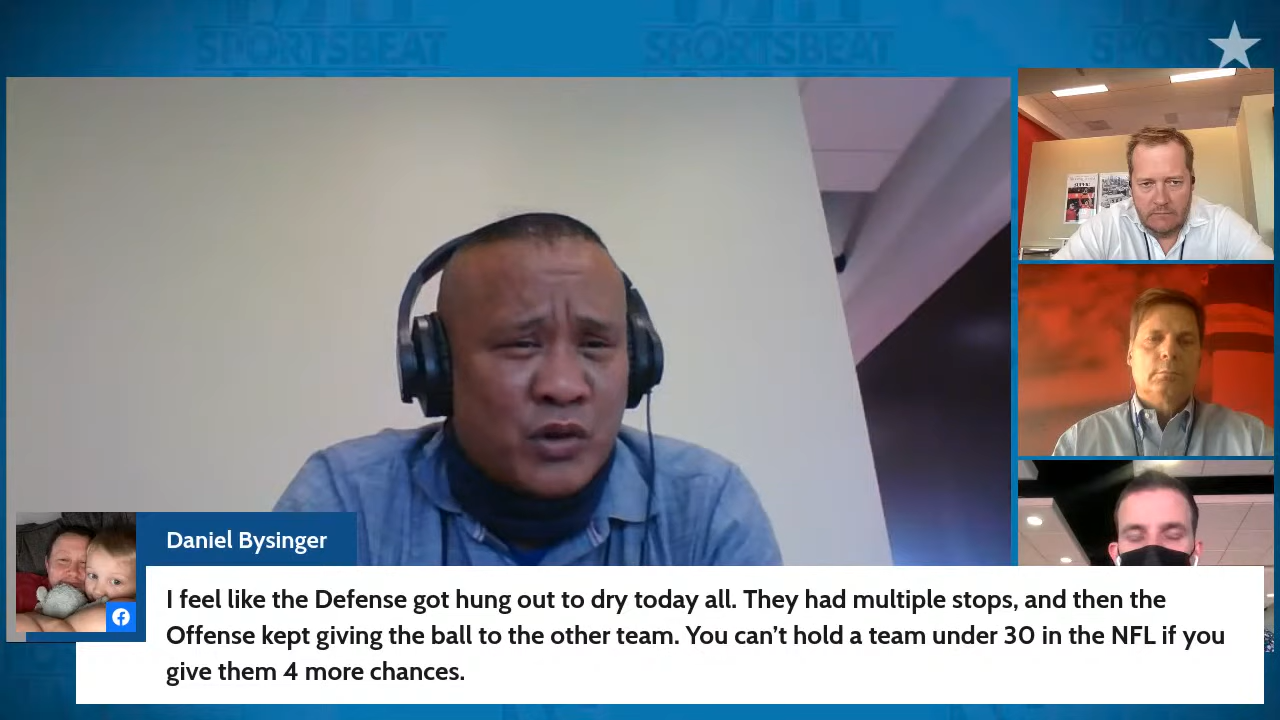 SPORTSBEAT SPORTSBEAT SPORTSBEAT
Daniel Bysinger
I feel like the Defense got hung out to dry today all. They had multiple stops, and then the
Offense kept giving the ball to the other team. You can’t hold a team under 30 in the NFL if you
give them 4 more chances.